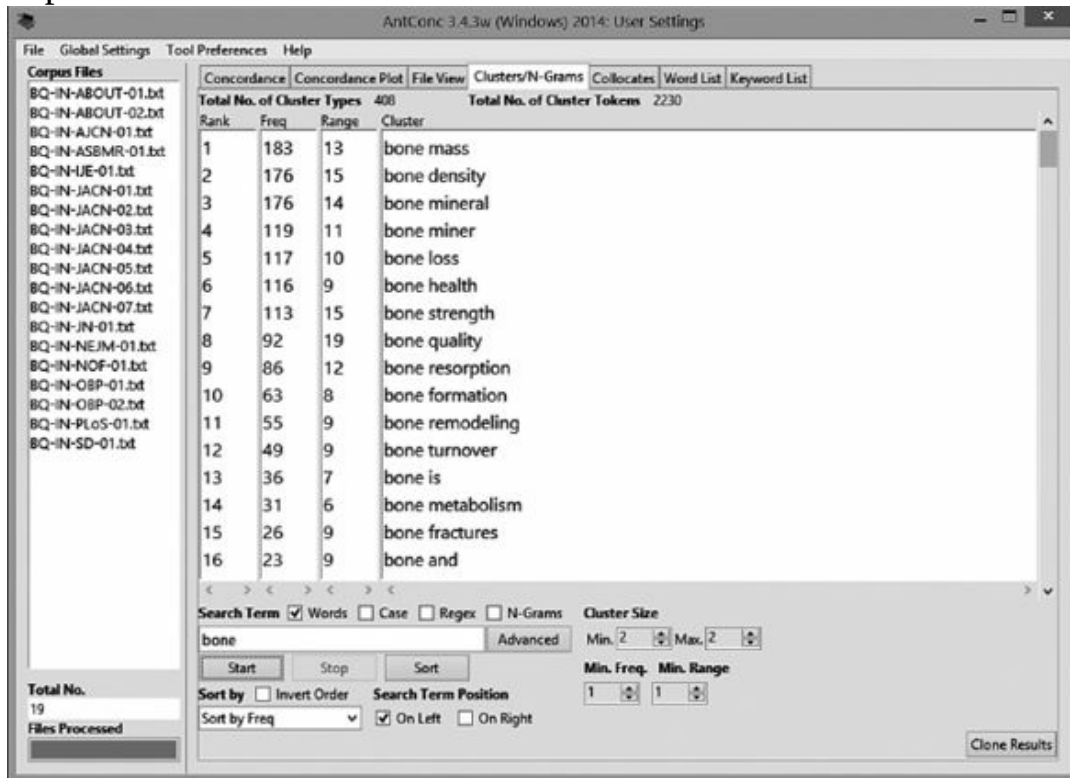 AntConc 3.4.3w (Windows) 2014: User Settings
File Global Settings Tool Preferences Help
Corpus Files
BQ-IN-ABOUT-01.txt
BQ-IN-ABOUT-02.txt
BQ-IN-AJCN-01.txt
BQ-IN-ASBMR-01.txt
BQ-IN-IJE-01.txt
BQ-IN-JACN-01.txt
BQ-IN-JACN-02.txt
BQ-IN-JACN-03.txt
BQ-IN-JACN-04.txt
BQ-IN-JACN-05.txt
BQ-IN-JACN-06.txt
BQ-IN-JACN-07.txt
BQ-IN-JN-01.txt
BQ-IN-NEJM-01.txt
BQ-IN-NOF-01.txt
BQ-IN-OBP-01.txt
BQ-IN-OBP-02.txt
BQ-IN-PLoS-01.txt
BQ-IN-SD-01.txt
Total No.
19
Files Processed
Concordance Concordance Plot File View Clusters/N-Grams Collocates Word List Keyword List
Total No. of Cluster Types 408 Total No. of Cluster Tokens 2230
Rank Freq Range Cluster
1 183 13 bone mass
2 176 15 bone density
3 176 14 bone mineral
4 119 11 bone miner
5 117 10 bone loss
6 116 9 bone health
7 113 15 bone strength
8 92 19 bone quality
9 86 12 bone resorption
10 63 8 bone formation
11 55 9 bone remodeling
12 49 9 bone turnover
13 36 7 bone is
14 31 6 bone metabolism
15 26 9 bone fractures
16 23 9 bone and
Search Term Words Case Regex N-Grams Cluster Size
bone Advanced Min. 2 Max. 2
Start Stop Sort Min. Freq. Min. Range
Sort by Invert Order Search Term Position 1 1
Sort by Freq On Left On Right
Clone Results